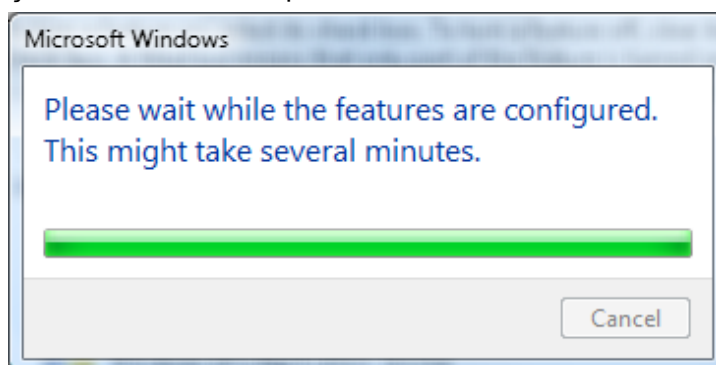 Microsoft Windows
Please wait while the features are configured.
This might take several minutes.
Cancel